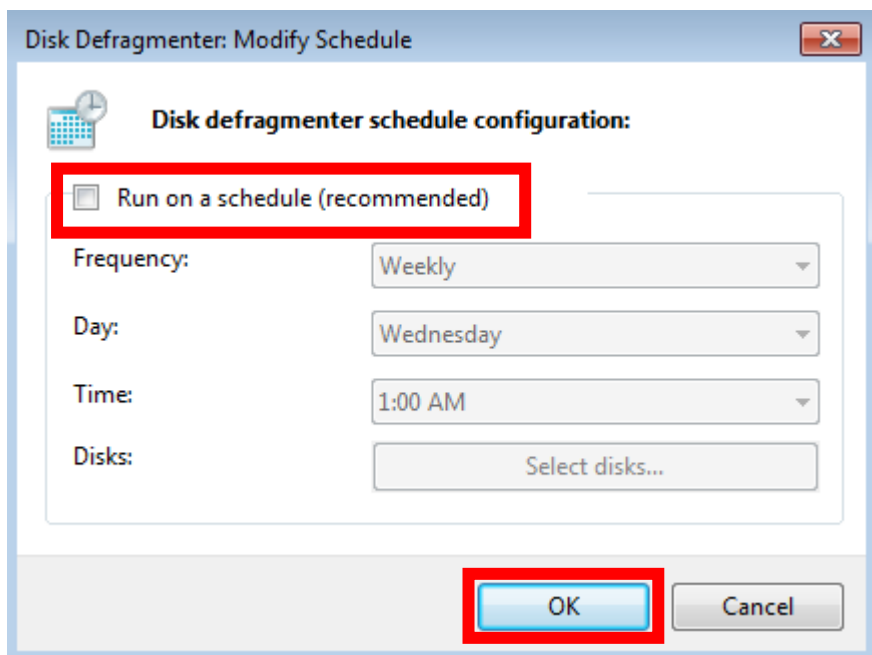 Disk Defragmenter: Modify Schedule
Disk defragmenter schedule configuration:
Run on a schedule (recommended)
Frequency: Weekly
Day: Wednesday
Time: 1:00 AM
Disks: Select disks...
OK Cancel